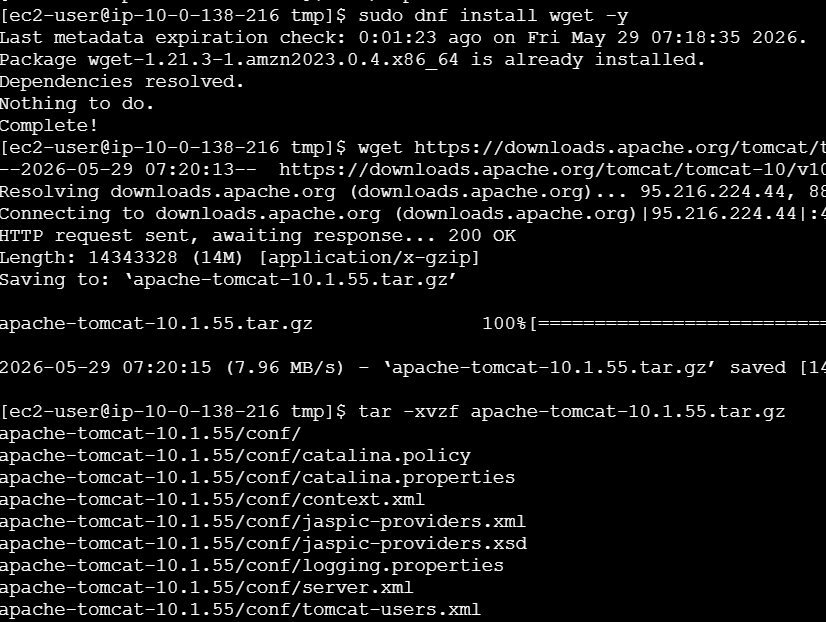 [ec2-user@ip-10-0-138-216 tmp]$ sudo dnf install wget -y
Last metadata expiration check: 0:01:23 ago on Fri May 29 07:18:35 2026.
Package wget-1.21.3-1.amzn2023.0.4.x86_64 is already installed.
Dependencies resolved.
Nothing to do.
Complete!
[ec2-user@ip-10-0-138-216 tmp]$ wget https://downloads.apache.org/tomcat/t
--2026-05-29 07:20:13-- https://downloads.apache.org/tomcat/tomcat-10/v10
Resolving downloads.apache.org (downloads.apache.org)... 95.216.224.44, 88
Connecting to downloads.apache.org (downloads.apache.org)|95.216.224.44|:4
HTTP request sent, awaiting response... 200 OK
Length: 14343328 (14M) [application/x-gzip]
Saving to: ‘apache-tomcat-10.1.55.tar.gz’
apache-tomcat-10.1.55.tar.gz 100%[==========================
2026-05-29 07:20:15 (7.96 MB/s) - ‘apache-tomcat-10.1.55.tar.gz’ saved [14
[ec2-user@ip-10-0-138-216 tmp]$ tar -xvzf apache-tomcat-10.1.55.tar.gz
apache-tomcat-10.1.55/conf/
apache-tomcat-10.1.55/conf/catalina.policy
apache-tomcat-10.1.55/conf/catalina.properties
apache-tomcat-10.1.55/conf/context.xml
apache-tomcat-10.1.55/conf/jaspic-providers.xml
apache-tomcat-10.1.55/conf/jaspic-providers.xsd
apache-tomcat-10.1.55/conf/logging.properties
apache-tomcat-10.1.55/conf/server.xml
apache-tomcat-10.1.55/conf/tomcat-users.xml